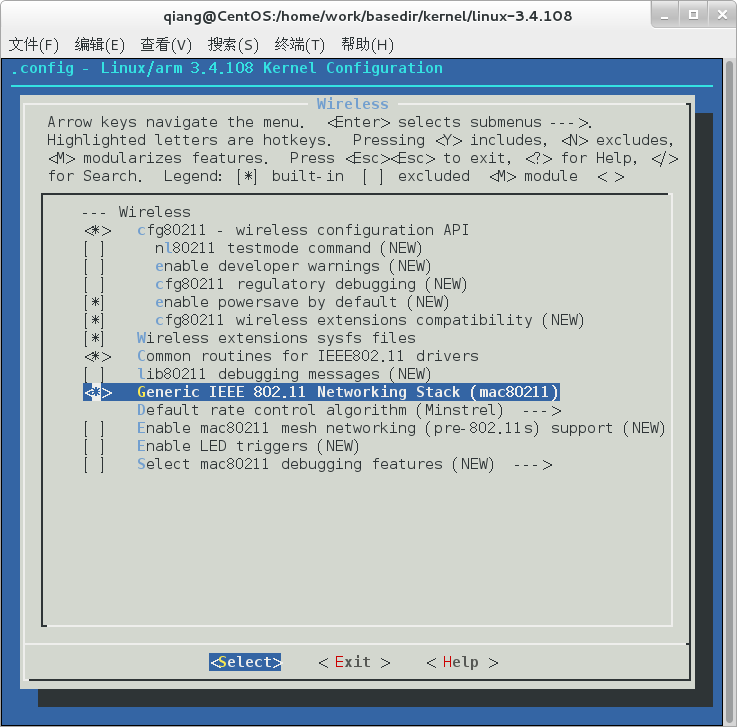 qiang@CentOS:/home/work/basedir/kernel/linux-3.4.108
文件(F) 编辑(E) 查看(V) 搜索(S) 终端(T) 帮助(H)
.config - Linux/arm 3.4.108 Kernel Configuration
Wireless
Arrow keys navigate the menu.  <Enter> selects submenus --->.
Highlighted letters are hotkeys.  Pressing <Y> includes, <N> excludes,
<M> modularizes features.  Press <Esc><Esc> to exit, <?> for Help, </>
for Search.  Legend: [*] built-in  [ ] excluded  <M> module  < >
--- Wireless
<*>   cfg80211 - wireless configuration API
[ ]     nl80211 testmode command (NEW)
[ ]     enable developer warnings (NEW)
[ ]     cfg80211 regulatory debugging (NEW)
[*]     enable powersave by default (NEW)
[*]     cfg80211 wireless extensions compatibility (NEW)
[*]   Wireless extensions sysfs files
<*>   Common routines for IEEE802.11 drivers
[ ]   lib80211 debugging messages (NEW)
<*>   Generic IEEE 802.11 Networking Stack (mac80211)
Default rate control algorithm (Minstrel)  --->
[ ]   Enable mac80211 mesh networking (pre-802.11s) support (NEW)
[ ]   Enable LED triggers (NEW)
[ ]   Select mac80211 debugging features (NEW)  --->
<Select>    < Exit >    < Help >